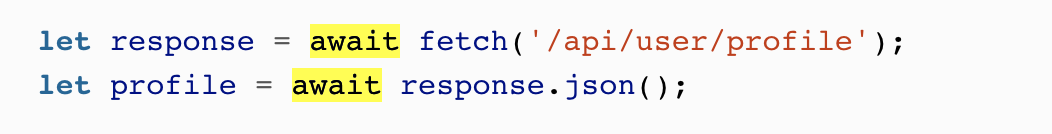 let response = await fetch('/api/user/profile');
let profile = await response.json();